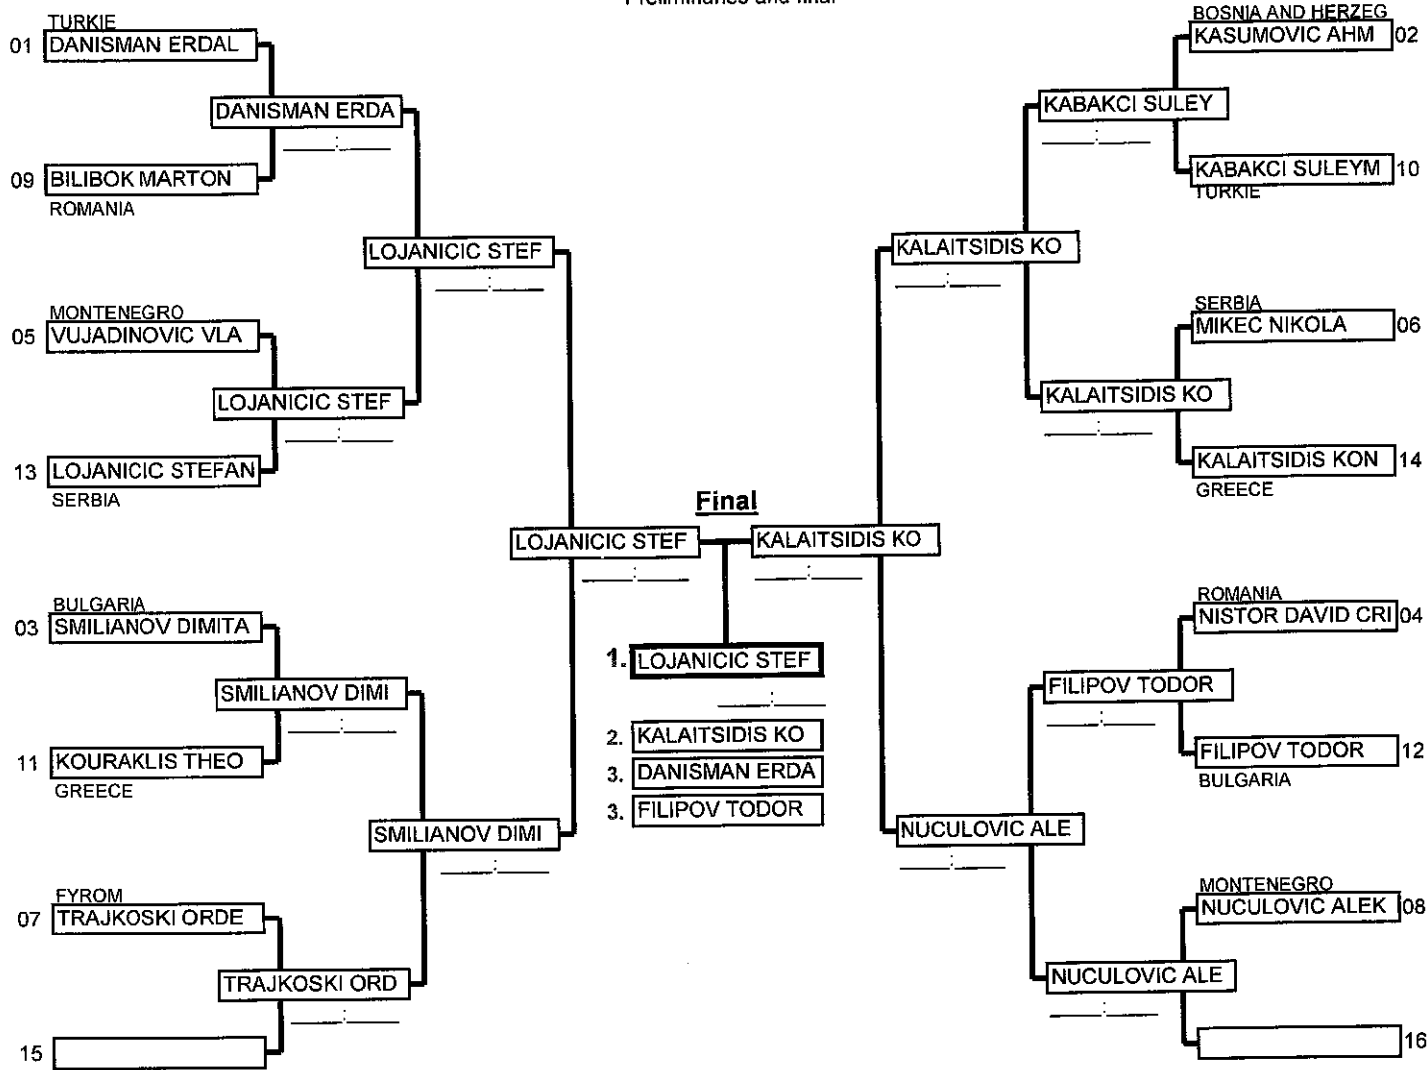 Preliminaries and final
TURKIE
01 DANISMAN ERDAL
DANISMAN ERDA
09 BILIBOK MARTON
ROMANIA
LOJANICIC STEF
MONTENEGRO
05 VUJADINOVIC VLA
LOJANICIC STEF
13 LOJANICIC STEFAN
SERBIA
LOJANICIC STEF
BULGARIA
03 SMILIANOV DIMITA
SMILIANOV DIMI
11 KOURAKLIS THEO
GREECE
SMILIANOV DIMI
FYROM
07 TRAJKOSKI ORDE
TRAJKOSKI ORD
15
Final
1. LOJANICIC STEF
2. KALAITSIDIS KO
3. DANISMAN ERDA
3. FILIPOV TODOR
BOSNIA AND HERZEG
KASUMOVIC AHM 02
KABAKCI SULEY
KABAKCI SULEYM 10
TURKIE
KALAITSIDIS KO
SERBIA
MIKEC NIKOLA 06
KALAITSIDIS KO
KALAITSIDIS KON 14
GREECE
KALAITSIDIS KO
ROMANIA
NISTOR DAVID CRI 04
FILIPOV TODOR
FILIPOV TODOR 12
BULGARIA
NUCULOVIC ALE
MONTENEGRO
NUCULOVIC ALEK 08
NUCULOVIC ALE
16